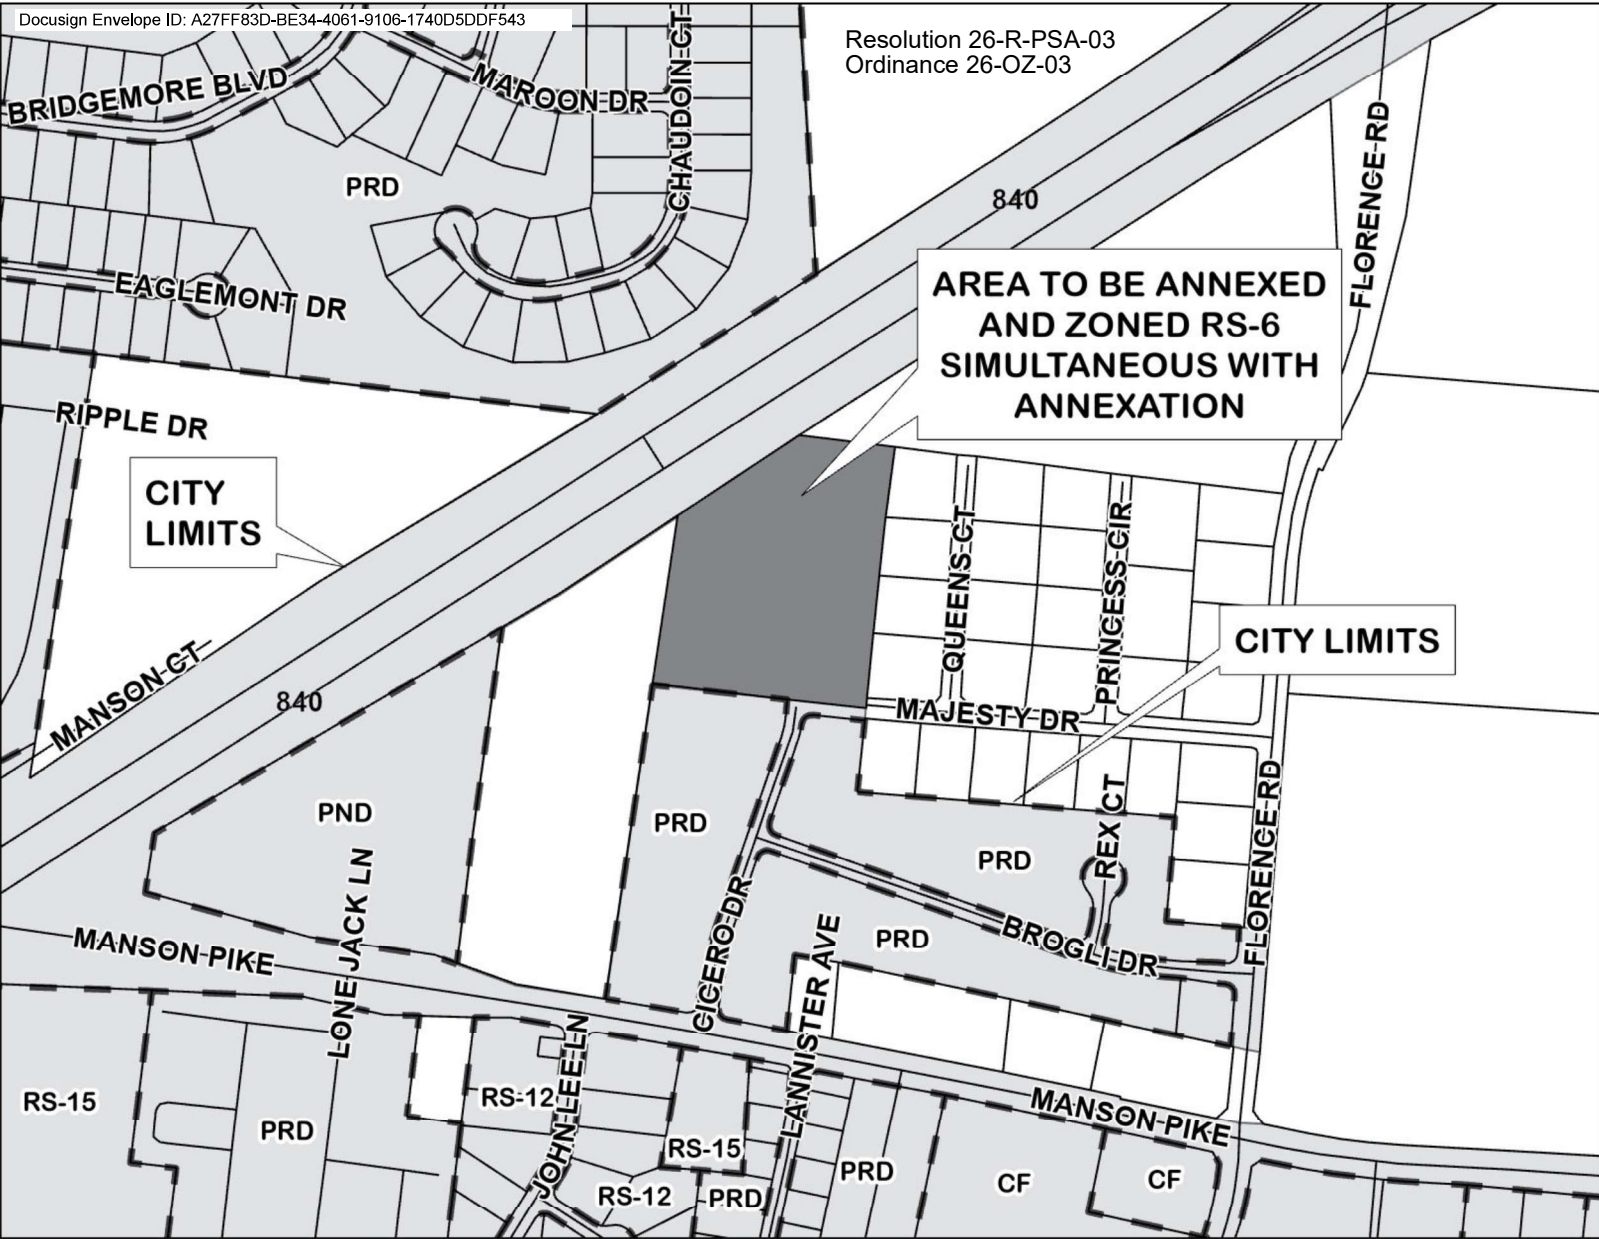 Docusign Envelope ID: A27FF83D-BE34-4061-9106-1740D5DDF543
Resolution 26-R-PSA-03
Ordinance 26-OZ-03
BRIDGEMORE BLVD
MAROON DR
CHAUDOIN CT
PRD
840
FLORENCE RD
EAGLEMONT DR
AREA TO BE ANNEXED
AND ZONED RS-6
SIMULTANEOUS WITH
ANNEXATION
RIPPLE DR
CITY
LIMITS
QUEENS CT
PRINCESS CIR
CITY LIMITS
MANSON CT
840
MAJESTY DR
PND
PRD
REX CT
PRD
FLORENCE RD
LONE JACK LN
CICERO DR
PRD
BROGLI DR
MANSON PIKE
LANNISTER AVE
JOHN LEE LN
RS-15
PRD
RS-12
RS-15
MANSON PIKE
RS-12
PRD
PRD
CF
CF